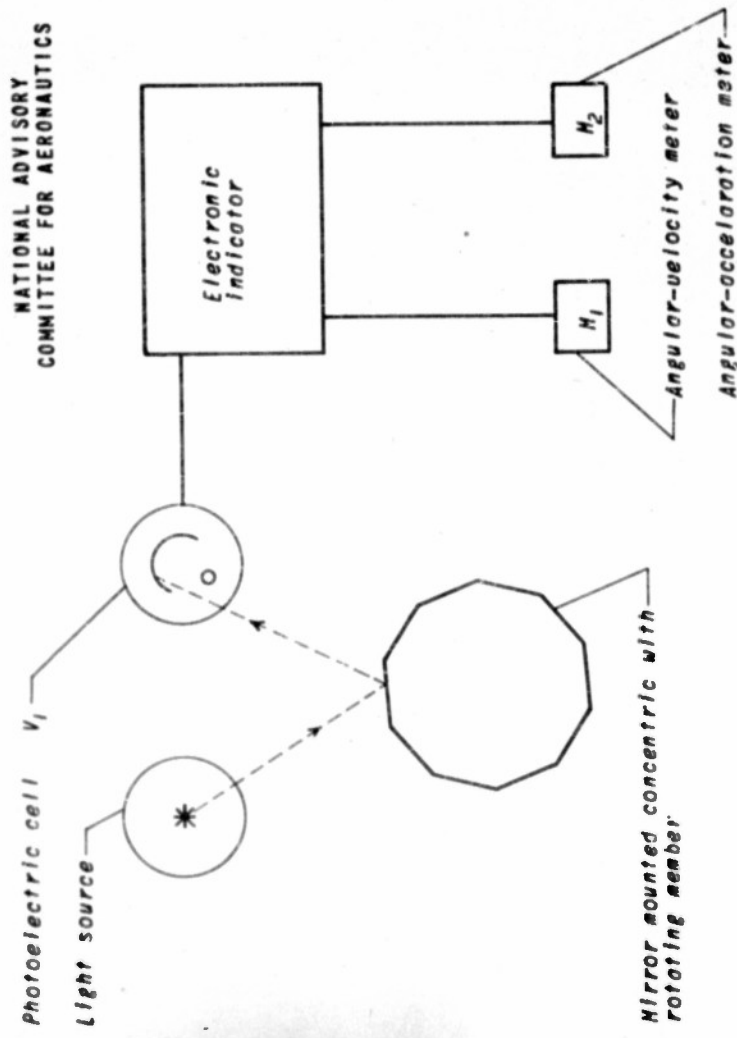 NATIONAL ADVISORY
COMMITTEE FOR AERONAUTICS
Photoelectric cell V1
Light source
Electronic
indicator
M1
M2
Angular-velocity meter
Angular-acceleration meter
Mirror mounted concentric with
rotating member